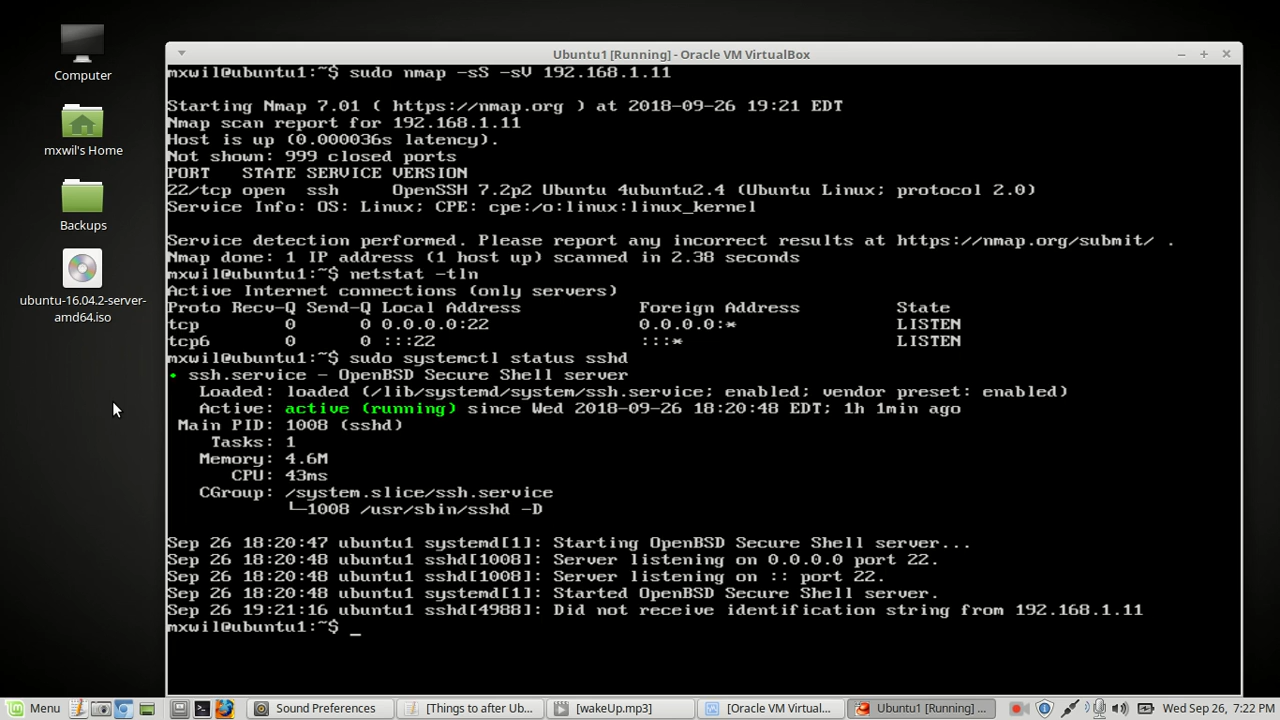 Computer
mxwil's Home
Backups
ubuntu-16.04.2-server-
amd64.iso
Ubuntu1 [Running] - Oracle VM VirtualBox
mxwil@ubuntu1:~$ sudo nmap -sS -sV 192.168.1.11
Starting Nmap 7.01 ( https://nmap.org ) at 2018-09-26 19:21 EDT
Nmap scan report for 192.168.1.11
Host is up (0.000036s latency).
Not shown: 999 closed ports
PORT   STATE SERVICE VERSION
22/tcp open  ssh     OpenSSH 7.2p2 Ubuntu 4ubuntu2.4 (Ubuntu Linux; protocol 2.0)
Service Info: OS: Linux; CPE: cpe:/o:linux:linux_kernel
Service detection performed. Please report any incorrect results at https://nmap.org/submit/ .
Nmap done: 1 IP address (1 host up) scanned in 2.38 seconds
mxwil@ubuntu1:~$ netstat -tln
Active Internet connections (only servers)
Proto Recv-Q Send-Q Local Address           Foreign Address         State
tcp        0      0 0.0.0.0:22              0.0.0.0:*               LISTEN
tcp6       0      0 :::22                   :::*                    LISTEN
mxwil@ubuntu1:~$ sudo systemctl status sshd
● ssh.service - OpenBSD Secure Shell server
   Loaded: loaded (/lib/systemd/system/ssh.service; enabled; vendor preset: enabled)
   Active: active (running) since Wed 2018-09-26 18:20:48 EDT; 1h 1min ago
 Main PID: 1008 (sshd)
    Tasks: 1
   Memory: 4.6M
      CPU: 43ms
   CGroup: /system.slice/ssh.service
           └─1008 /usr/sbin/sshd -D
Sep 26 18:20:47 ubuntu1 systemd[1]: Starting OpenBSD Secure Shell server...
Sep 26 18:20:48 ubuntu1 sshd[1008]: Server listening on 0.0.0.0 port 22.
Sep 26 18:20:48 ubuntu1 sshd[1008]: Server listening on :: port 22.
Sep 26 18:20:48 ubuntu1 systemd[1]: Started OpenBSD Secure Shell server.
Sep 26 19:21:16 ubuntu1 sshd[4988]: Did not receive identification string from 192.168.1.11
mxwil@ubuntu1:~$ _
Menu
Sound Preferences
[Things to after Ub...
[wakeUp.mp3]
[Oracle VM Virtual...
Ubuntu1 [Running] ...
Wed Sep 26, 7:22 PM